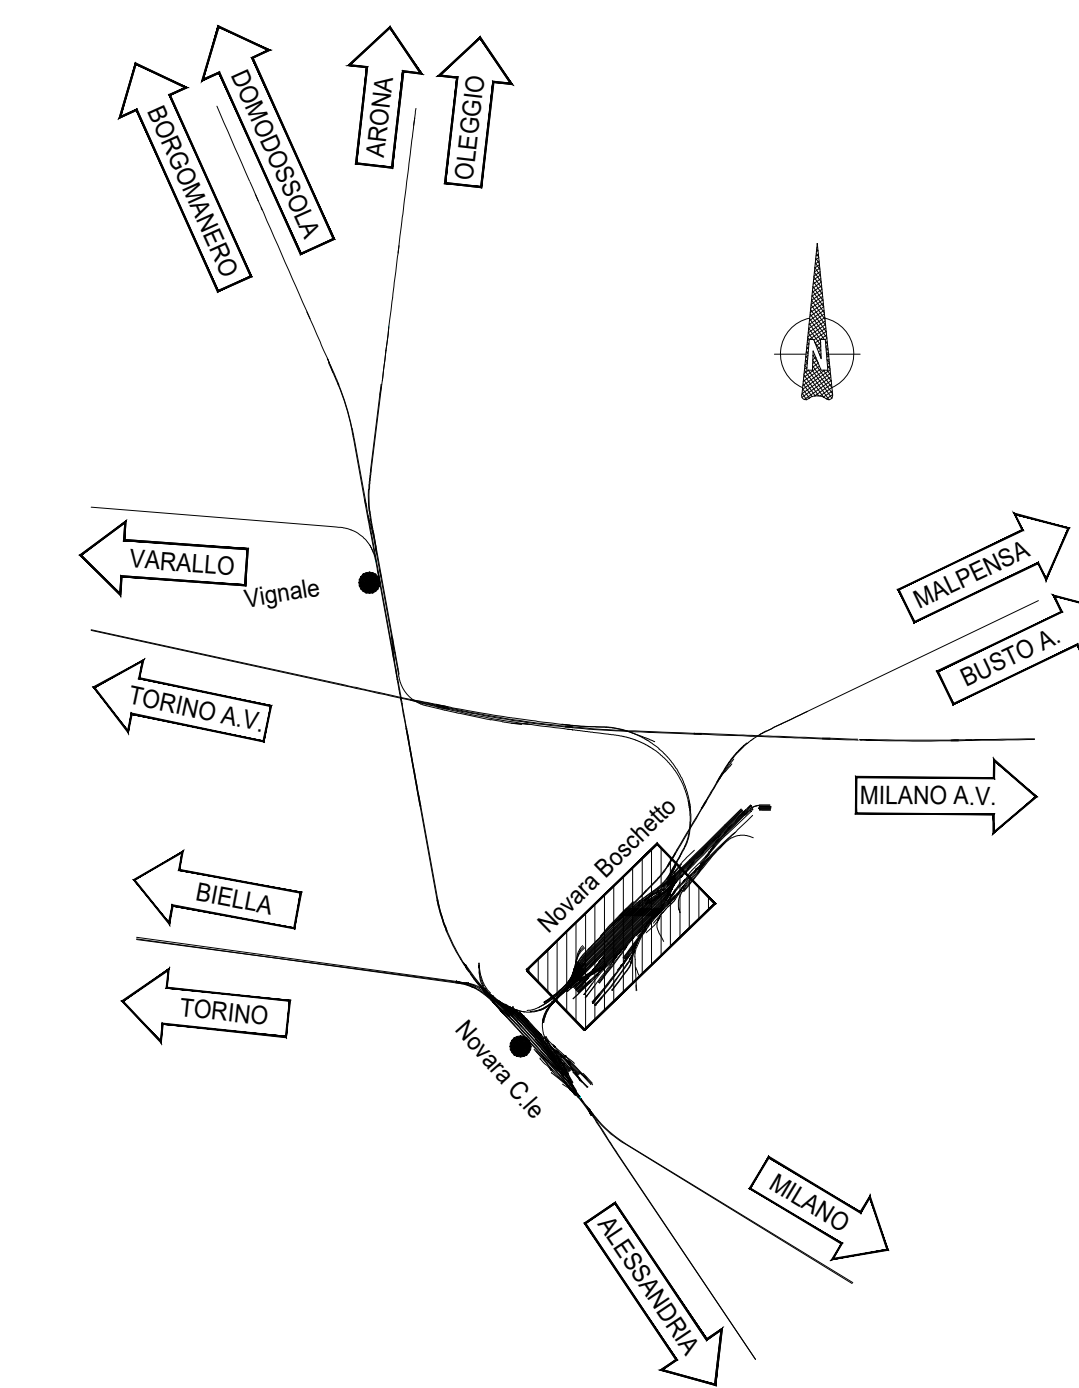 BORGOMANERO
DOMODOSSOLA
ARONA
OLEGGIO
N
VARALLO
Vignale
MALPENSA
BUSTO A.
TORINO A.V.
MILANO A.V.
Novara Boschetto
BIELLA
TORINO
Novara C.le
MILANO
ALESSANDRIA